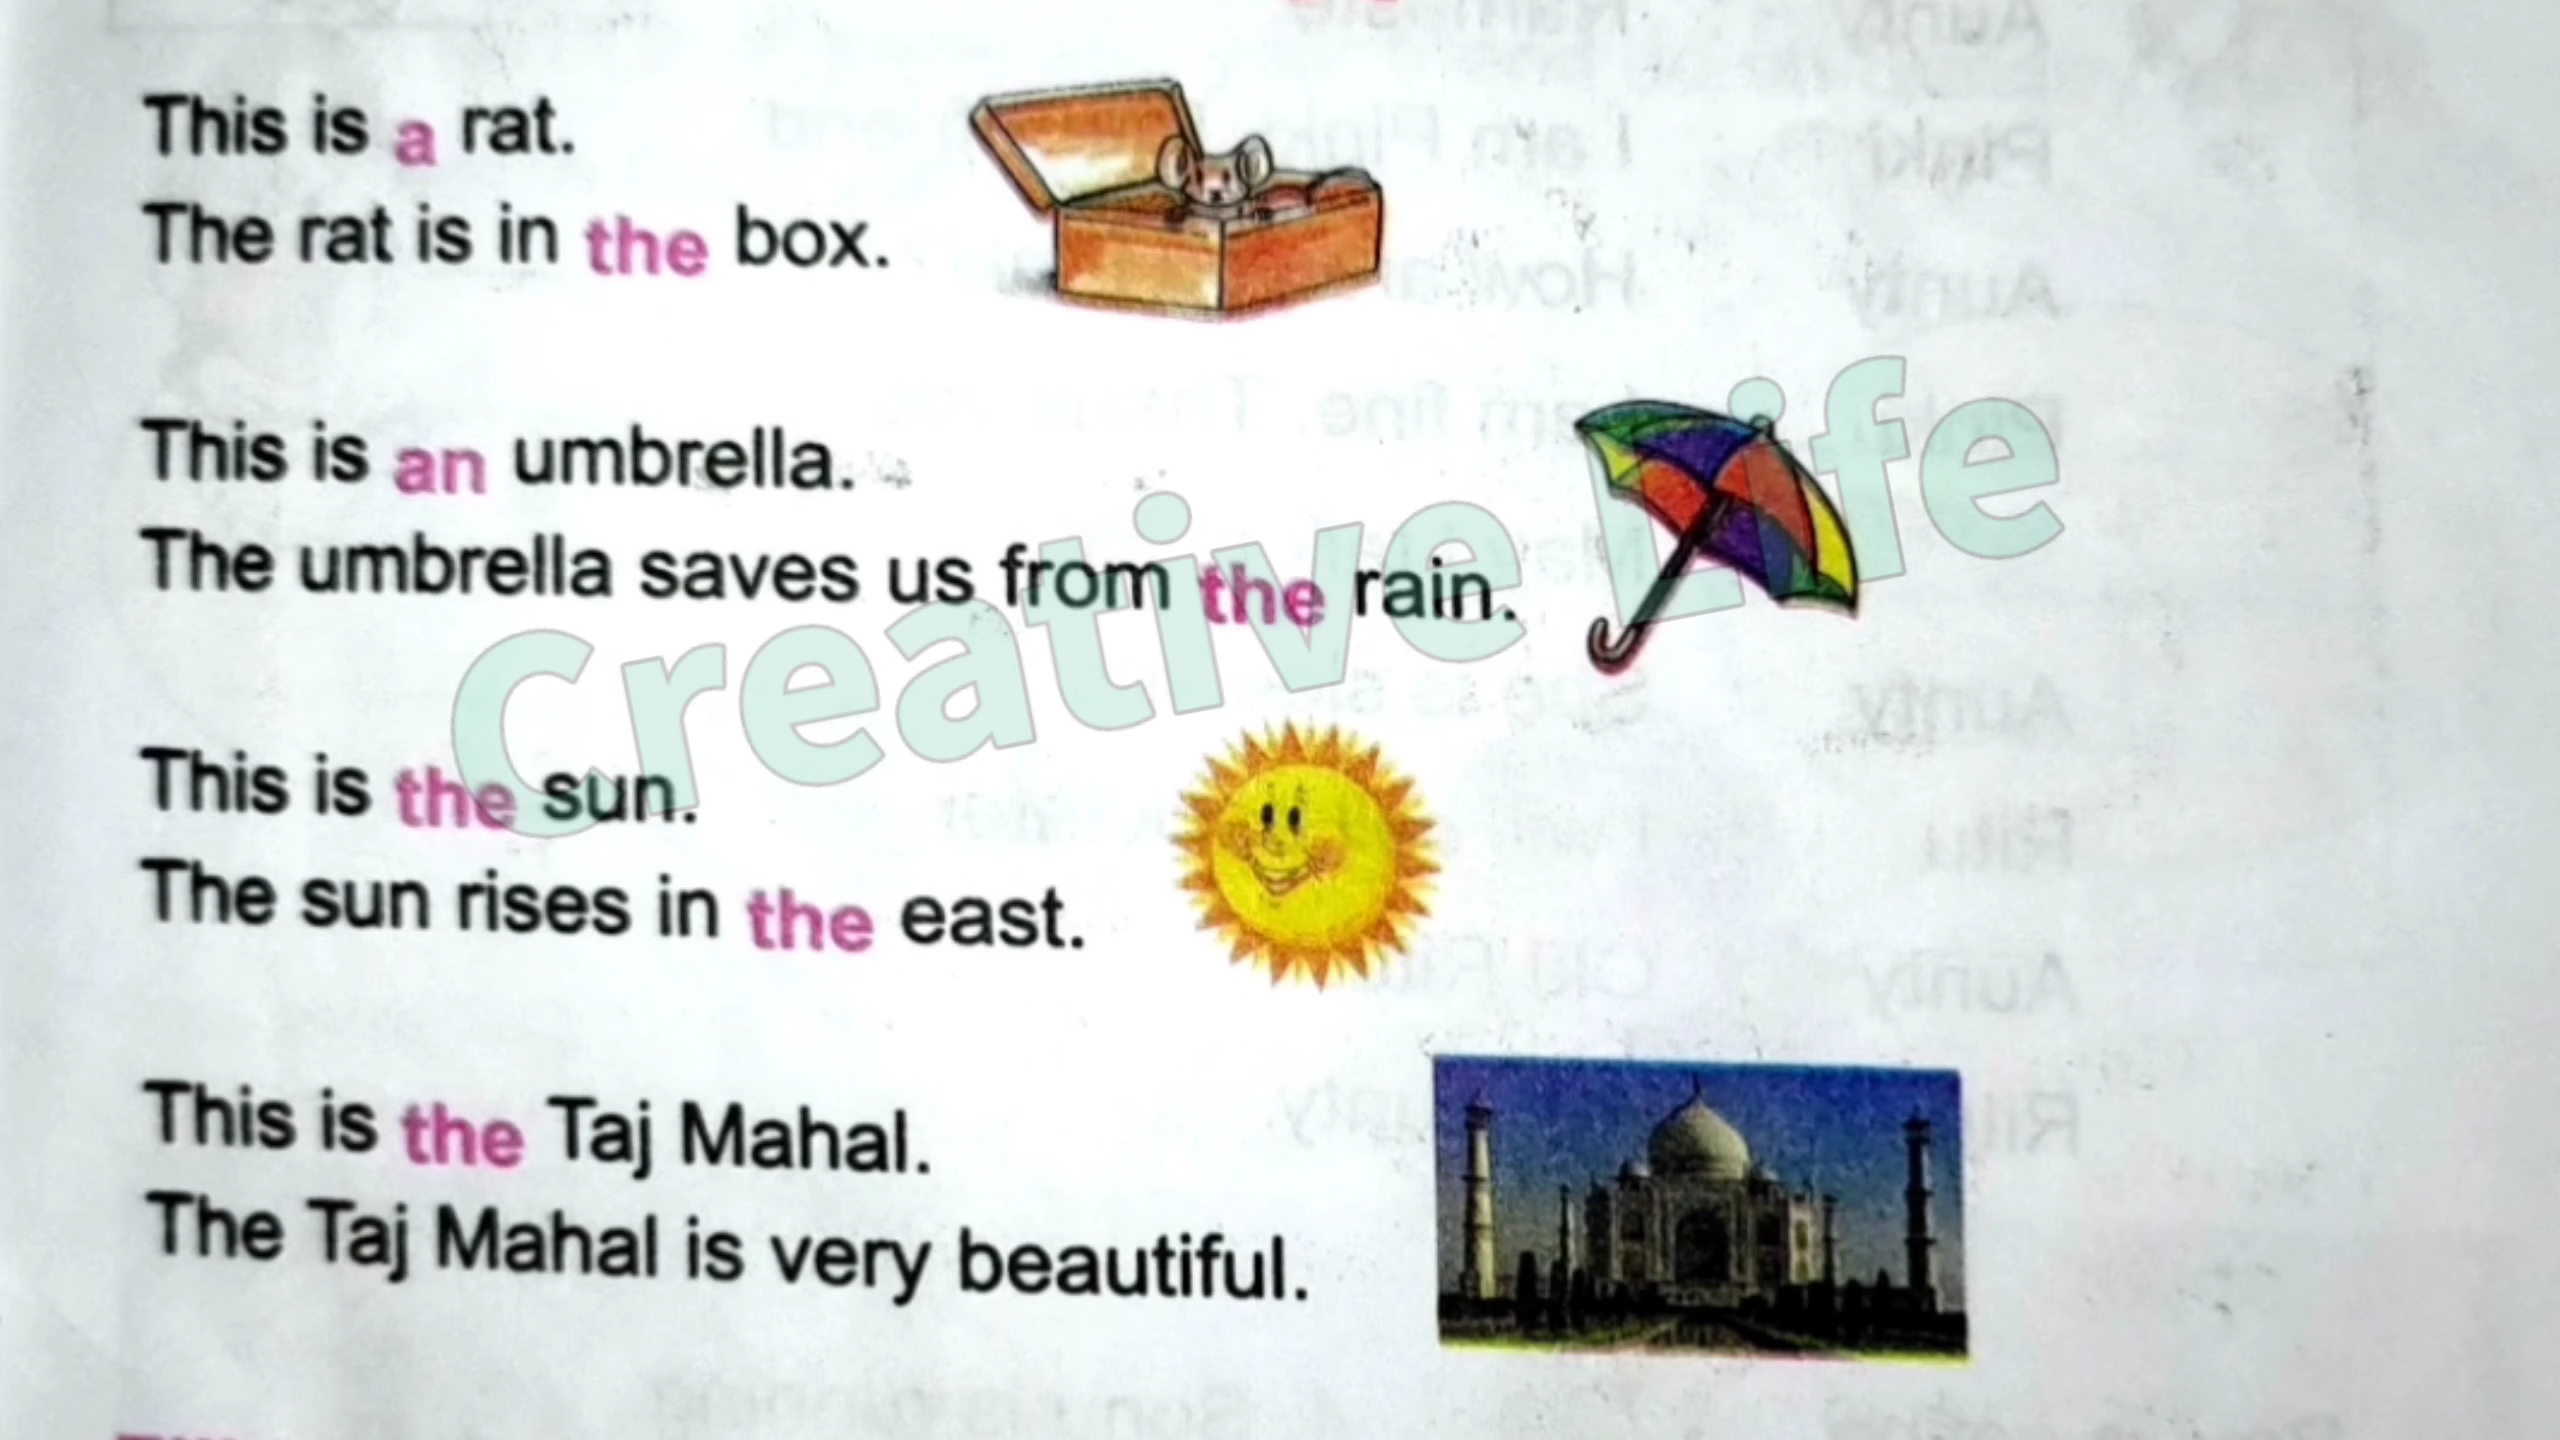 This is a rat.
The rat is in the box.
This is an umbrella.
The umbrella saves us from the rain.
This is the sun.
The sun rises in the east.
This is the Taj Mahal.
The Taj Mahal is very beautiful.
Creative Life